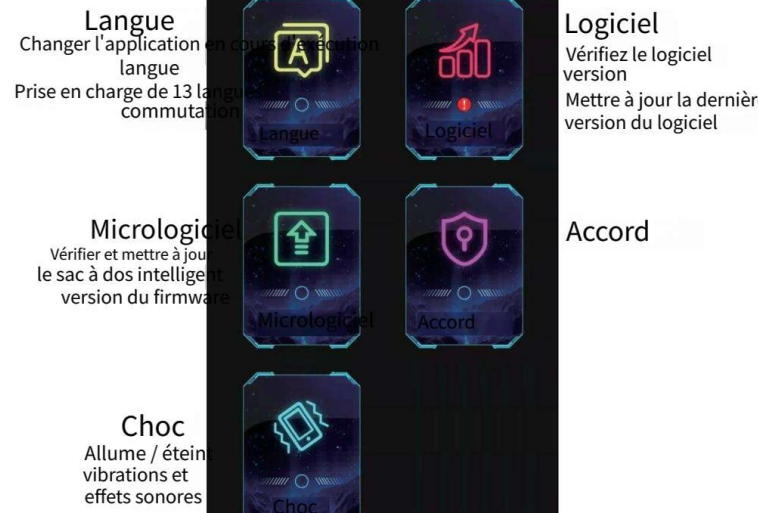 Langue
Changer l'application en cours d'exécution
langue
Prise en charge de 13 langues
commutation
Langue
Logiciel
Vérifiez le logiciel
version
Mettre à jour la dernièr
version du logiciel
Logiciel
Micrologiciel
Vérifier et mettre à jour
le sac à dos intelligent
version du firmware
Micrologiciel
Accord
Accord
Choc
Allume / éteint
vibrations et
effets sonores
Choc